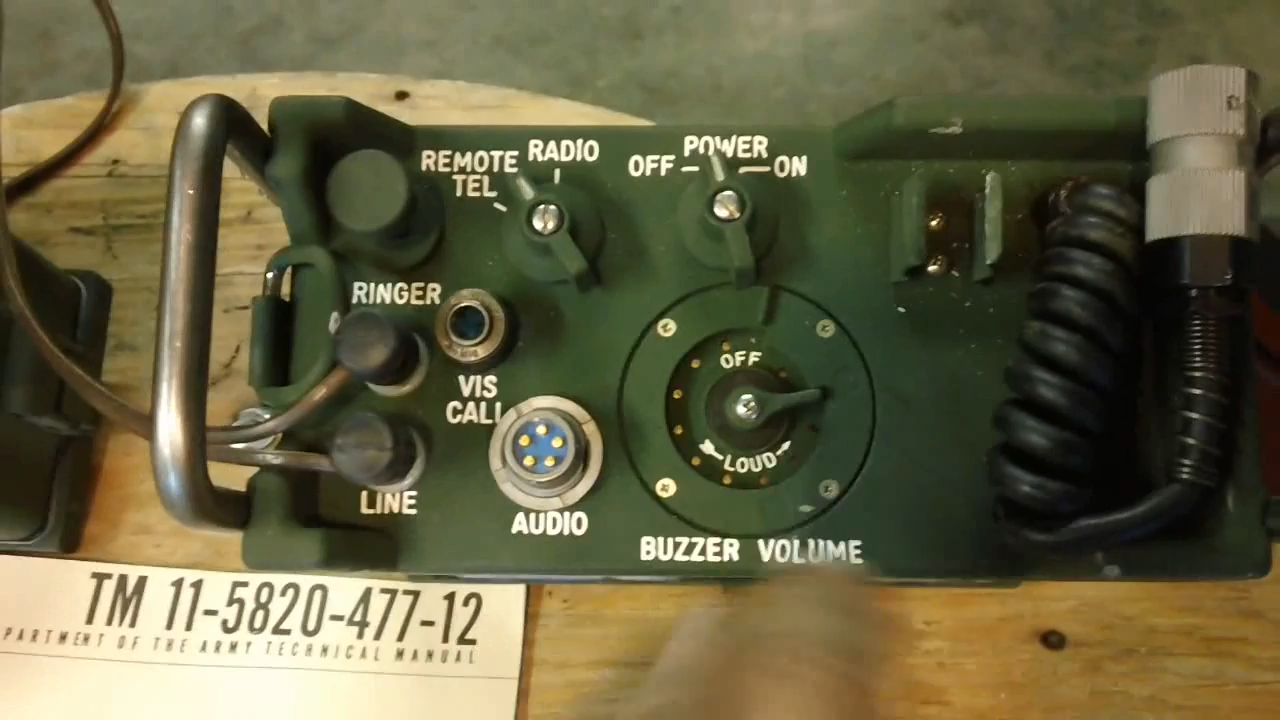 REMOTE RADIO
TEL
POWER
OFF ON
RINGER
VIS
CALL
OFF
LOUD
LINE
AUDIO
BUZZER VOLUME
TM 11-5820-477-12
PARTMENT OF THE ARMY TECHNICAL MANUAL